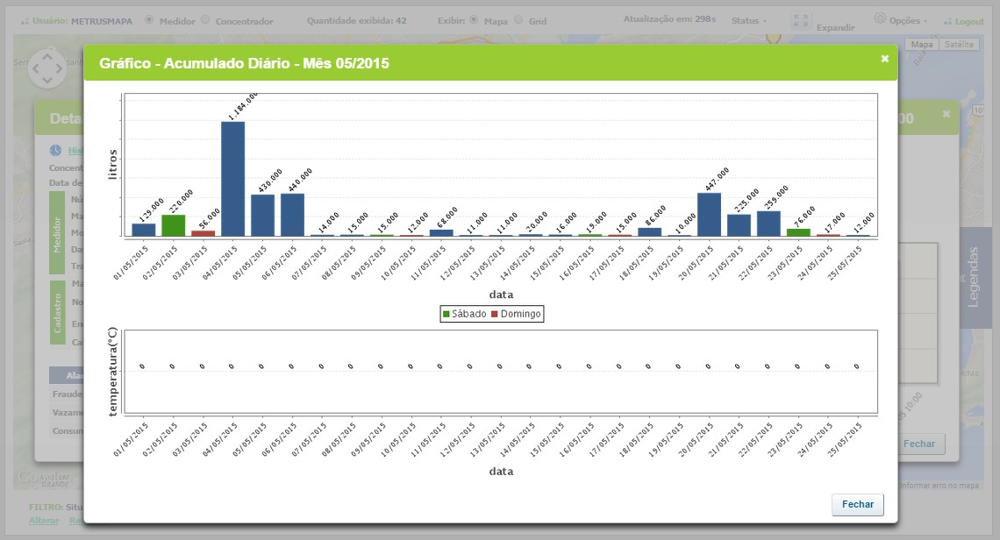 Usuário: METRUSMAPA Medidor Concentrador Quantidade exibida: 42 Exibir: Mapa Grid Atualização em: 298s Status Expandir Opções Logout
Mapa Satélite
Gráfico - Acumulado Diário - Mês 05/2015
litros
129.000 220.000 56.000 1.184.000 430.000 440.000 14.000 15.000 15.000 12.000 68.000 11.000 11.000 20.000 16.000 19.000 15.000 86.000 10.000 447.000 225.000 259.000 76.000 17.000 12.000
01/05/2015 02/05/2015 03/05/2015 04/05/2015 05/05/2015 06/05/2015 07/05/2015 08/05/2015 09/05/2015 10/05/2015 11/05/2015 12/05/2015 13/05/2015 14/05/2015 15/05/2015 16/05/2015 17/05/2015 18/05/2015 19/05/2015 20/05/2015 21/05/2015 22/05/2015 23/05/2015 24/05/2015 25/05/2015
data
Sábado Domingo
temperatura(°C)
0 0 0 0 0 0 0 0 0 0 0 0 0 0 0 0 0 0 0 0 0 0 0 0 0
01/05/2015 02/05/2015 03/05/2015 04/05/2015 05/05/2015 06/05/2015 07/05/2015 08/05/2015 09/05/2015 10/05/2015 11/05/2015 12/05/2015 13/05/2015 14/05/2015 15/05/2015 16/05/2015 17/05/2015 18/05/2015 19/05/2015 20/05/2015 21/05/2015 22/05/2015 23/05/2015 24/05/2015 25/05/2015
data
Fechar
Deta
Hist
Concent
Data de
Medidor
Cadastro
Alar
Fraude
Vazame
Consum
Legendas
10:00
Fechar
Informar erro no mapa
FILTRO: Situ
Alterar